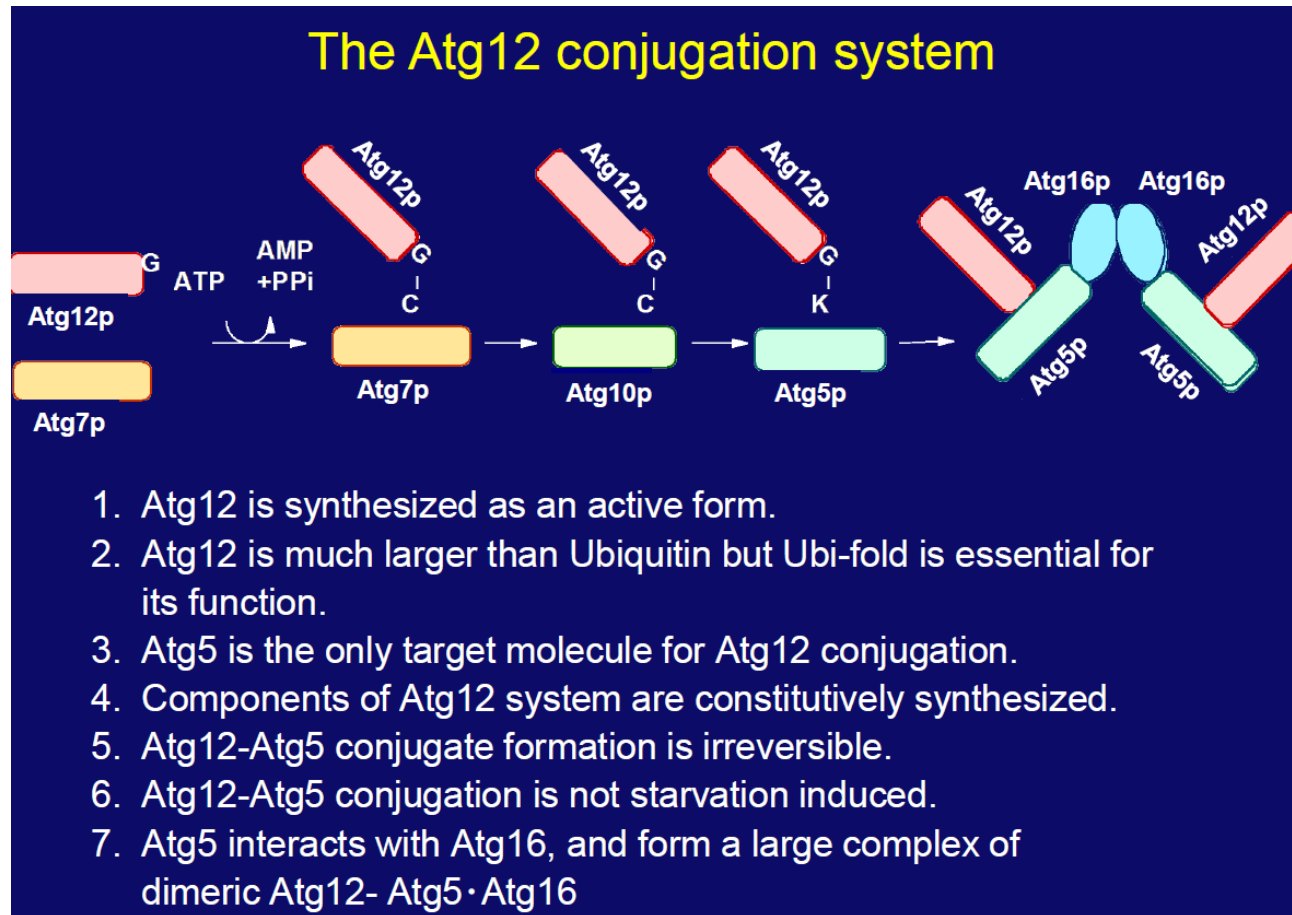 The Atg12 conjugation system
Atg12p
Atg12p
Atg12p
Atg16p Atg16p
Atg12p
Atg12p
G
ATP
AMP
+PPi
G
C
G
C
G
K
Atg12p
Atg7p
Atg7p
Atg10p
Atg5p
Atg5p
Atg5p
1. Atg12 is synthesized as an active form.
2. Atg12 is much larger than Ubiquitin but Ubi-fold is essential for
its function.
3. Atg5 is the only target molecule for Atg12 conjugation.
4. Components of Atg12 system are constitutively synthesized.
5. Atg12-Atg5 conjugate formation is irreversible.
6. Atg12-Atg5 conjugation is not starvation induced.
7. Atg5 interacts with Atg16, and form a large complex of
dimeric Atg12- Atg5・Atg16